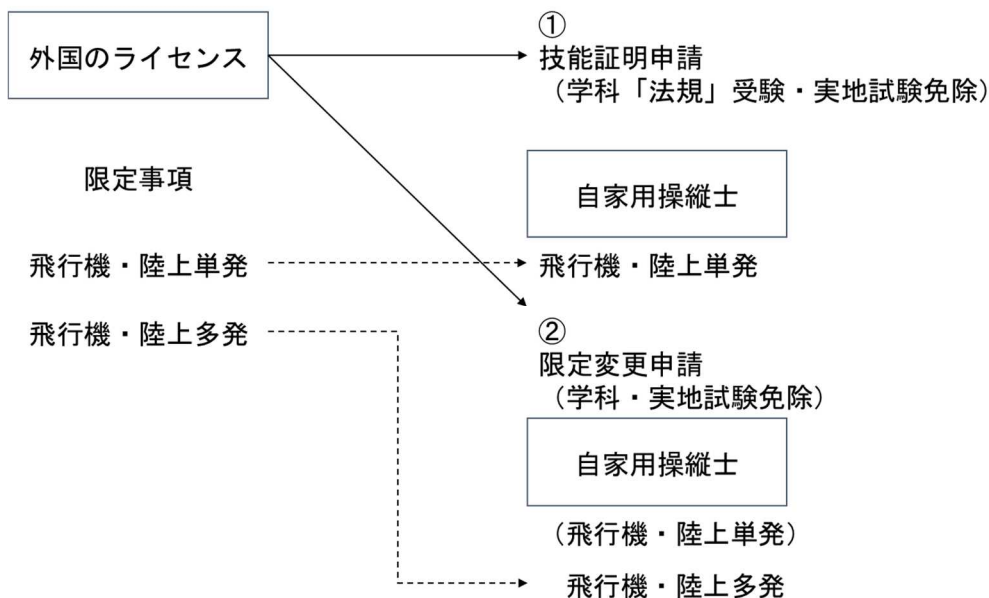 外国のライセンス
限定事項
飛行機・陸上単発
飛行機・陸上多発
①
技能証明申請
（学科「法規」受験・実地試験免除）
自家用操縦士
飛行機・陸上単発
②
限定変更申請
（学科・実地試験免除）
自家用操縦士
（飛行機・陸上単発）
飛行機・陸上多発